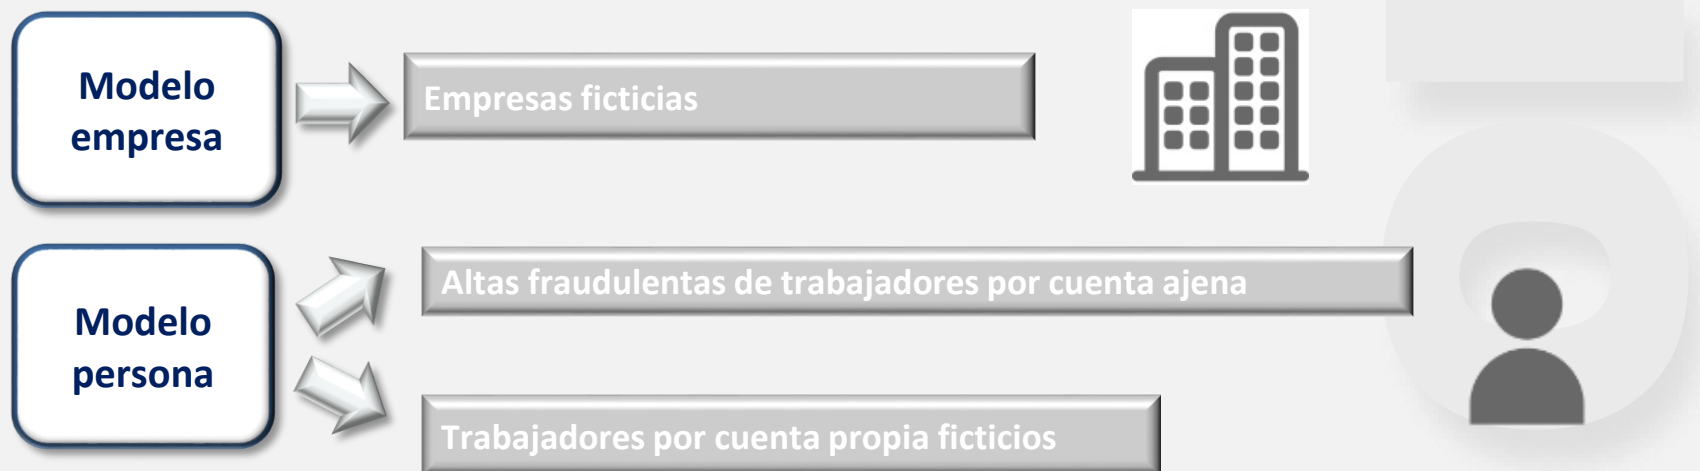 Modelo
empresa
Empresas ficticias
Modelo
persona
Altas fraudulentas de trabajadores por cuenta ajena
Trabajadores por cuenta propia ficticios